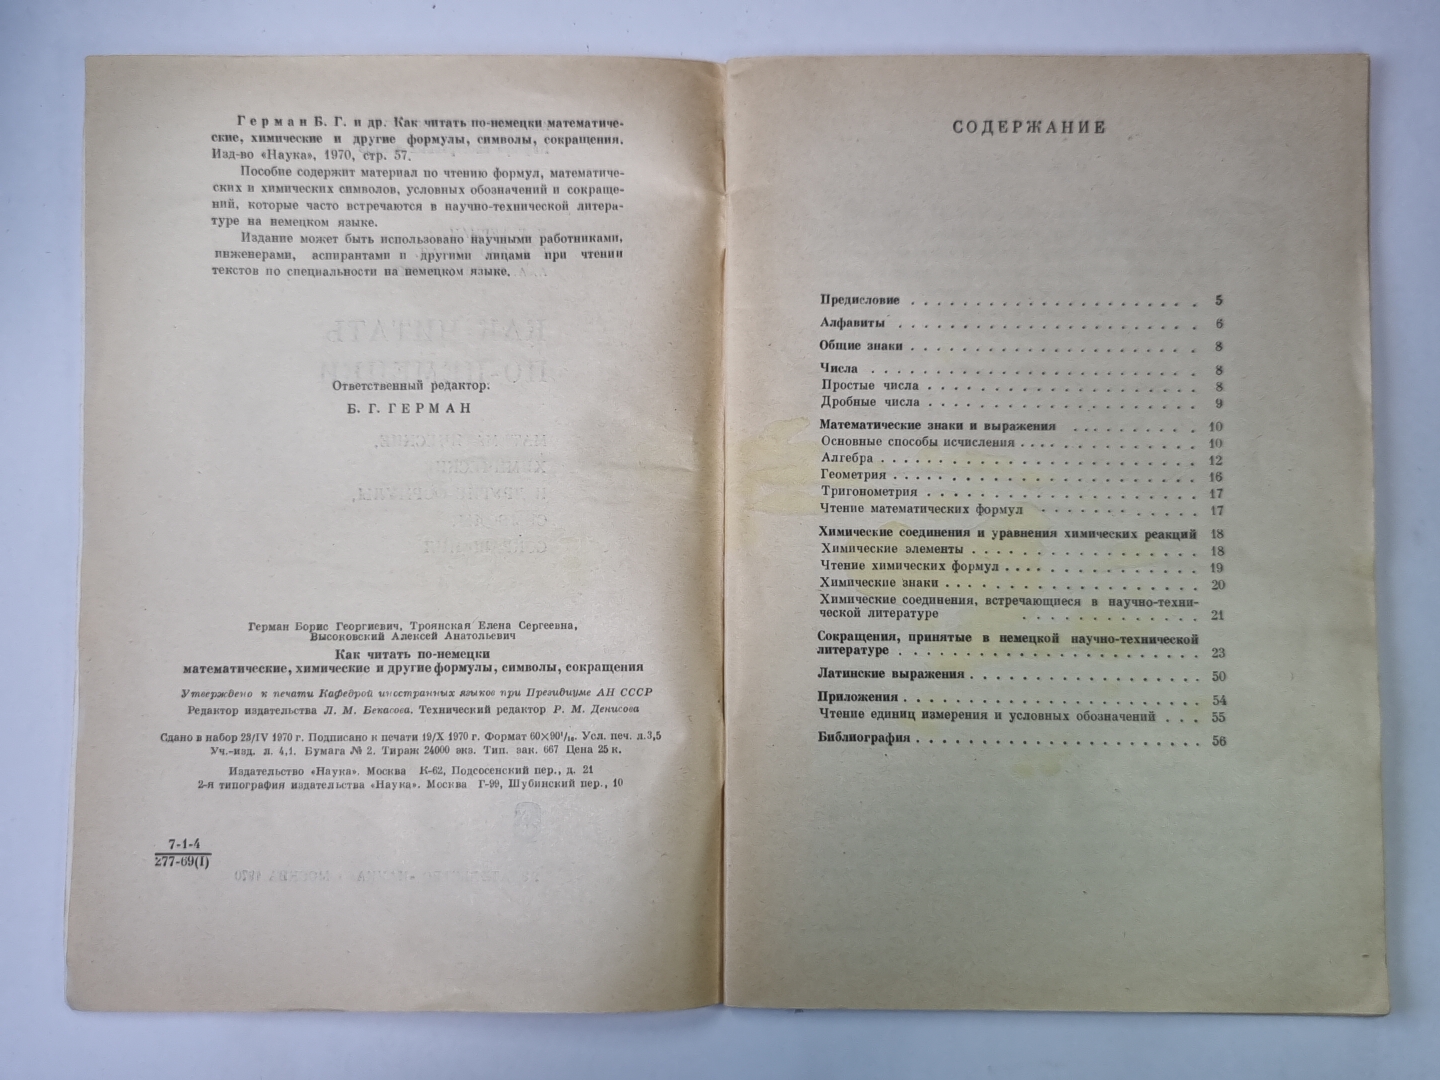 Герман Б. Г. и др. Как читать по-немецки математиче-
ские, химические и другие формулы, символы, сокращения.
Изд-во «Наука», 1970, стр. 57.
Пособие содержит материал по чтению формул, математиче-
ских и химических символов, условных обозначений и сокраще-
ний, которые часто встречаются в научно-технической литера-
туре на немецком языке.
Издание может быть использовано научными работниками,
инженерами, аспирантами и другими лицами при чтении
текстов по специальности на немецком языке.
Ответственный редактор:
Б. Г. ГЕРМАН
Герман Борис Георгиевич, Троянская Елена Сергеевна,
Высоковский Алексей Анатольевич
Как читать по-немецки
математические, химические и другие формулы, символы, сокращения
Утверждено к печати Кафедрой иностранных языков при Президиуме АН СССР
Редактор издательства Л. М. Бекасова. Технический редактор Р. М. Денисова
Сдано в набор 28/IV 1970 г. Подписано к печати 19/X 1970 г. Формат 60×90¹/₁₆. Усл. печ. л. 3,5
Уч.-изд. л. 4,1. Бумага № 2. Тираж 24000 экз. Тип. зак. 667 Цена 25 к.
Издательство «Наука». Москва К-62, Подсосенский пер., д. 21
2-я типография издательства «Наука». Москва Г-99, Шубинский пер., 10
7-1-4
277-69(I)
СОДЕРЖАНИЕ
Предисловие . . . . . . . . . . . . 5
Алфавиты . . . . . . . . . . . . 6
Общие знаки . . . . . . . . . . . . 8
Числа . . . . . . . . . . . . 8
Простые числа . . . . . . . . . . . . 8
Дробные числа . . . . . . . . . . . . 9
Математические знаки и выражения . . . . . . . . . . 10
Основные способы исчисления . . . . . . . . . . . . 10
Алгебра . . . . . . . . . . . . 12
Геометрия . . . . . . . . . . . . 16
Тригонометрия . . . . . . . . . . . . 17
Чтение математических формул . . . . . . . . . . . . 17
Химические соединения и уравнения химических реакций 18
Химические элементы . . . . . . . . . . . . 18
Чтение химических формул . . . . . . . . . . . . 19
Химические знаки . . . . . . . . . . . . 20
Химические соединения, встречающиеся в научно-техни-
ческой литературе . . . . . . . . . . . . 21
Сокращения, принятые в немецкой научно-технической
литературе . . . . . . . . . . . . 23
Латинские выражения . . . . . . . . . . . . 50
Приложения . . . . . . . . . . . . 54
Чтение единиц измерения и условных обозначений . . . 55
Библиография . . . . . . . . . . . . 56